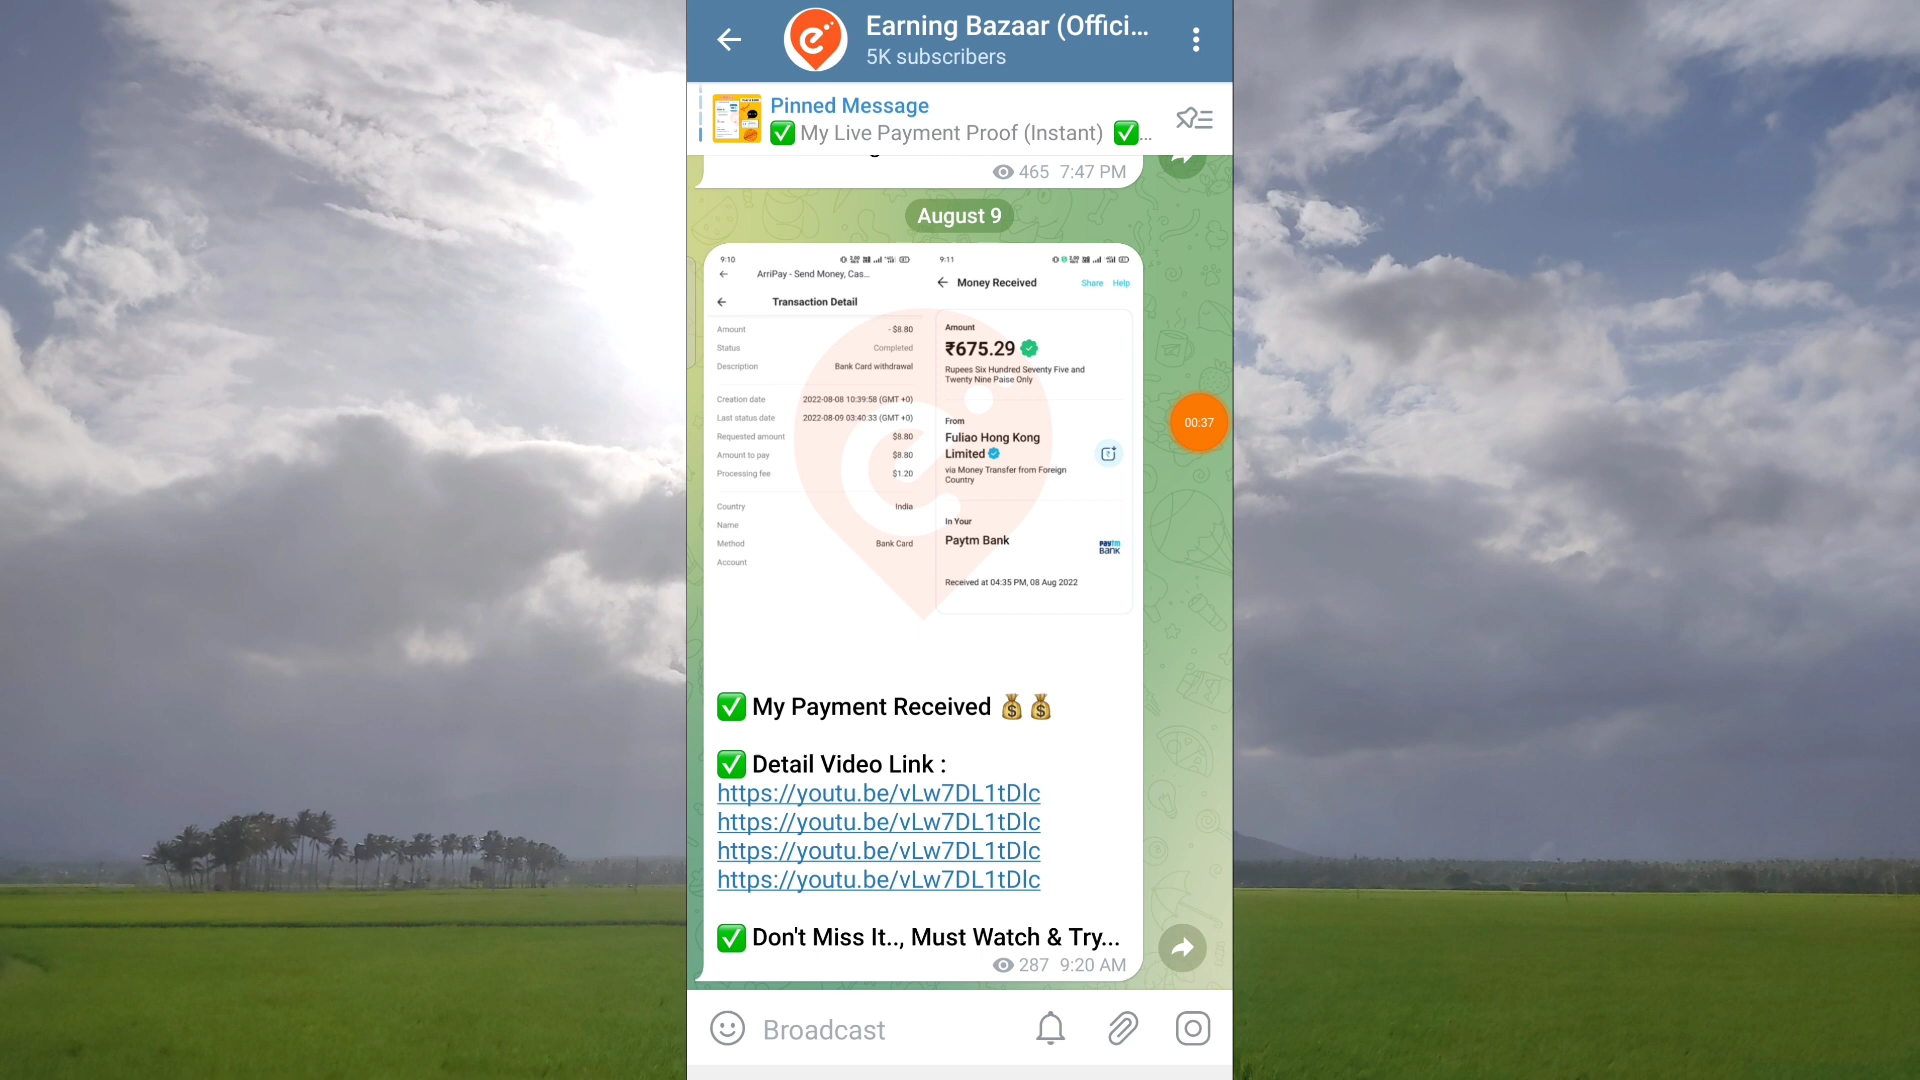 Earning Bazaar (Offici...
5K subscribers
Pinned Message
✅ My Live Payment Proof (Instant) ✅...
465 7:47 PM
August 9
9:10
ArriPay - Send Money, Cas...
Transaction Detail
Amount - $8.80
Status Completed
Description Bank Card withdrawal
Creation date 2022-08-08 10:39:58 (GMT +0)
Last status date 2022-08-09 03:40:33 (GMT +0)
Requested amount $8.80
Amount to pay $8.80
Processing fee $1.20
Country India
Name
Method Bank Card
Account
9:11
Money Received Share Help
Amount
₹675.29
Rupees Six Hundred Seventy Five and
Twenty Nine Paise Only
From
Fuliao Hong Kong
Limited
via Money Transfer from Foreign
Country
In Your
Paytm Bank
paytm
BANK
Received at 04:35 PM, 08 Aug 2022
00:37
✅ My Payment Received 💰💰
✅ Detail Video Link :
https://youtu.be/vLw7DL1tDlc
https://youtu.be/vLw7DL1tDlc
https://youtu.be/vLw7DL1tDlc
https://youtu.be/vLw7DL1tDlc
✅ Don't Miss It.., Must Watch & Try...
287 9:20 AM
Broadcast